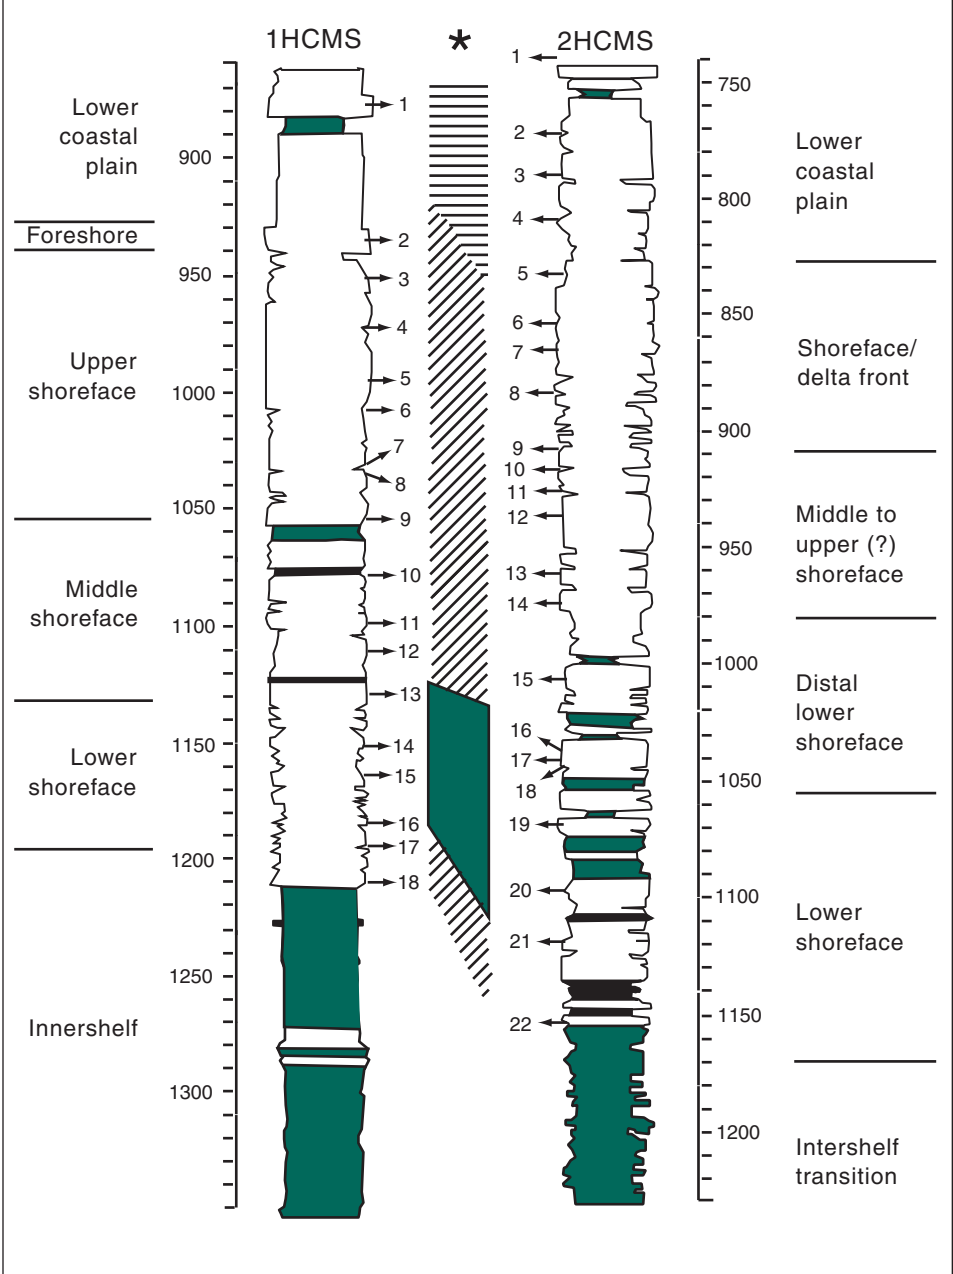 1HCMS
*
2HCMS
Lower
coastal
plain
Foreshore
Upper
shoreface
Middle
shoreface
Lower
shoreface
Innershelf
900
950
1000
1050
1100
1150
1200
1250
1300
1
2
3
4
5
6
7
8
9
10
11
12
13
14
15
16
17
18
1
2
3
4
5
6
7
8
9
10
11
12
13
14
15
16
17
18
19
20
21
22
750
800
850
900
950
1000
1050
1100
1150
1200
Lower
coastal
plain
Shoreface/
delta front
Middle to
upper (?)
shoreface
Distal
lower
shoreface
Lower
shoreface
Intershelf
transition